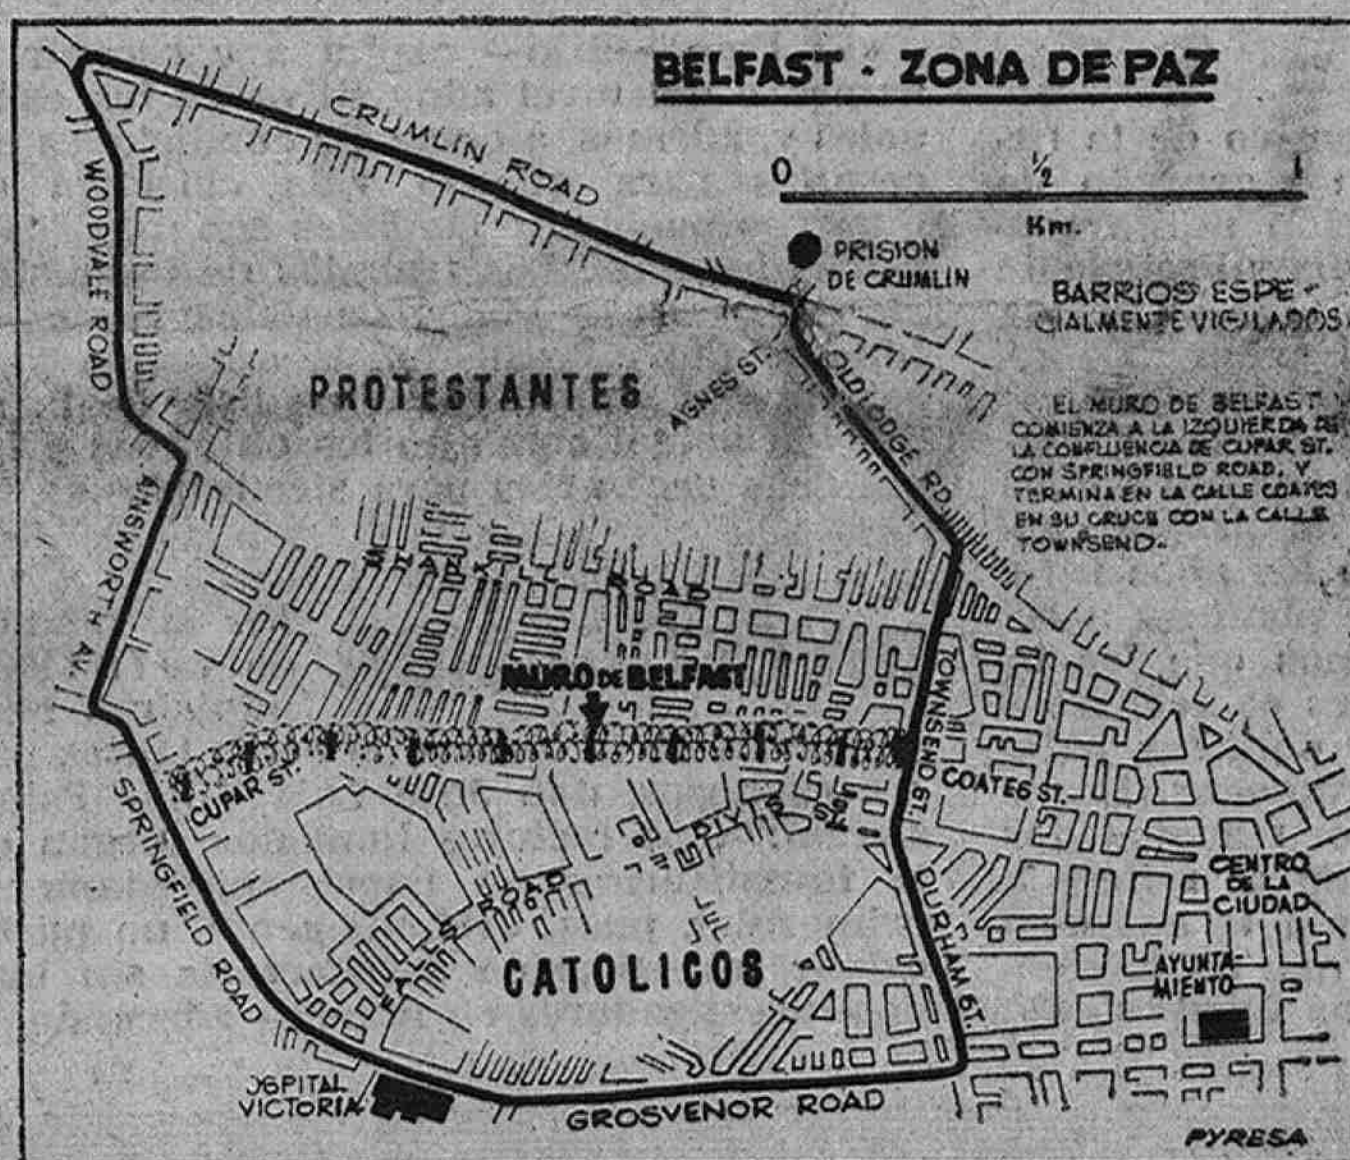 BELFAST - ZONA DE PAZ
0 ½ 1
Km.
CRUMLIN ROAD
WOODVALE ROAD
PRISION
DE CRUMLIN
BARRIOS ESPE-
CIALMENTE VIGILADOS
PROTESTANTES
AGNES ST.
OLD LODGE RD.
EL MURO DE BELFAST
COMIENZA A LA IZQUIERDA DE
LA CONFLUENCIA DE CUPAR ST.
CON SPRINGFIELD ROAD, Y
TERMINA EN LA CALLE COATES
EN SU CRUCE CON LA CALLE
TOWNSEND.
AINSWORTH AV.
ROAD
MURO DE BELFAST
TOWNSEND ST.
CUPAR ST.
COATES ST.
SPRINGFIELD ROAD
DIVIS ST.
FALLS ROAD
CENTRO
DE LA
CIUDAD
DURHAM ST.
CATOLICOS
AYUNTA-
MIENTO
OSPITAL
VICTORIA
GROSVENOR ROAD
PYRESA